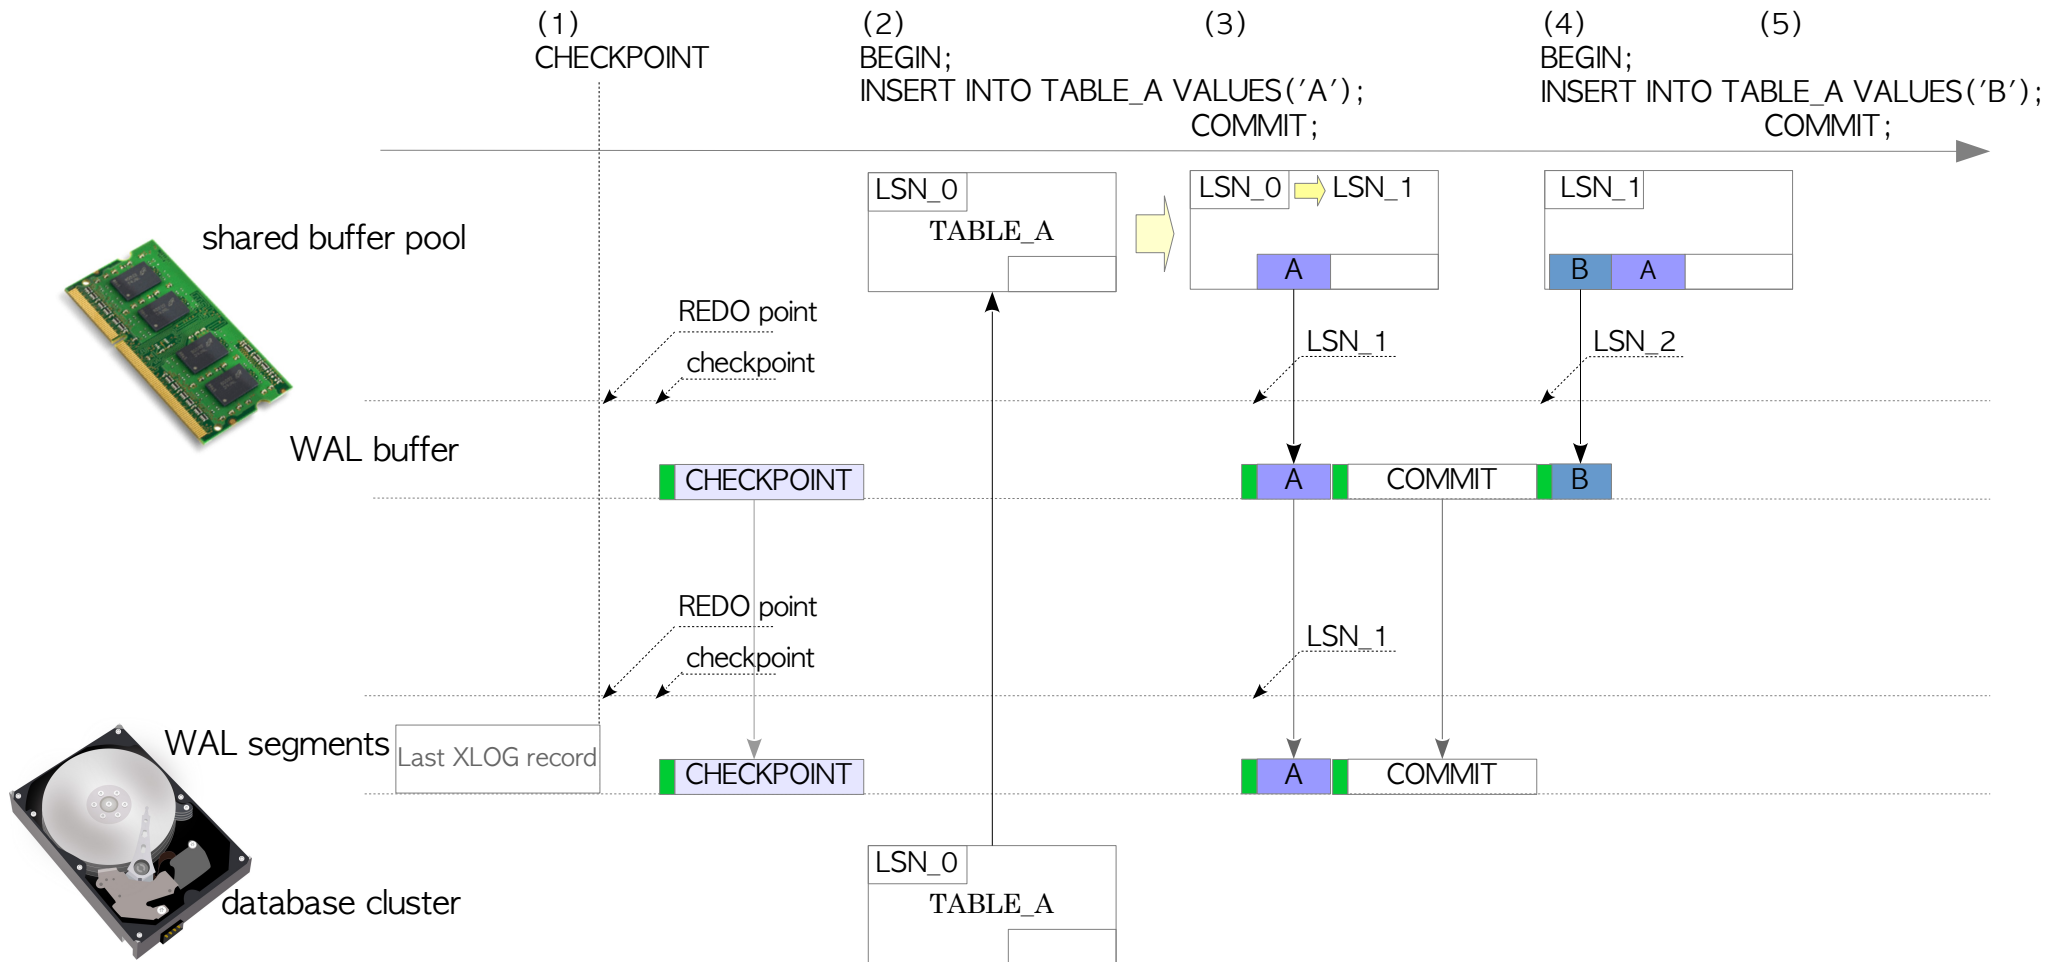 (1)
CHECKPOINT
(2)
BEGIN;
INSERT INTO TABLE_A VALUES('A');
(3)
COMMIT;
(4)
BEGIN;
INSERT INTO TABLE_A VALUES('B');
(5)
COMMIT;
LSN_0
TABLE_A
LSN_0 LSN_1
A
LSN_1
B A
shared buffer pool
REDO point
checkpoint
LSN_1
LSN_2
WAL buffer
CHECKPOINT
A
COMMIT
B
REDO point
checkpoint
LSN_1
WAL segments
Last XLOG record
CHECKPOINT
A
COMMIT
LSN_0
TABLE_A
database cluster